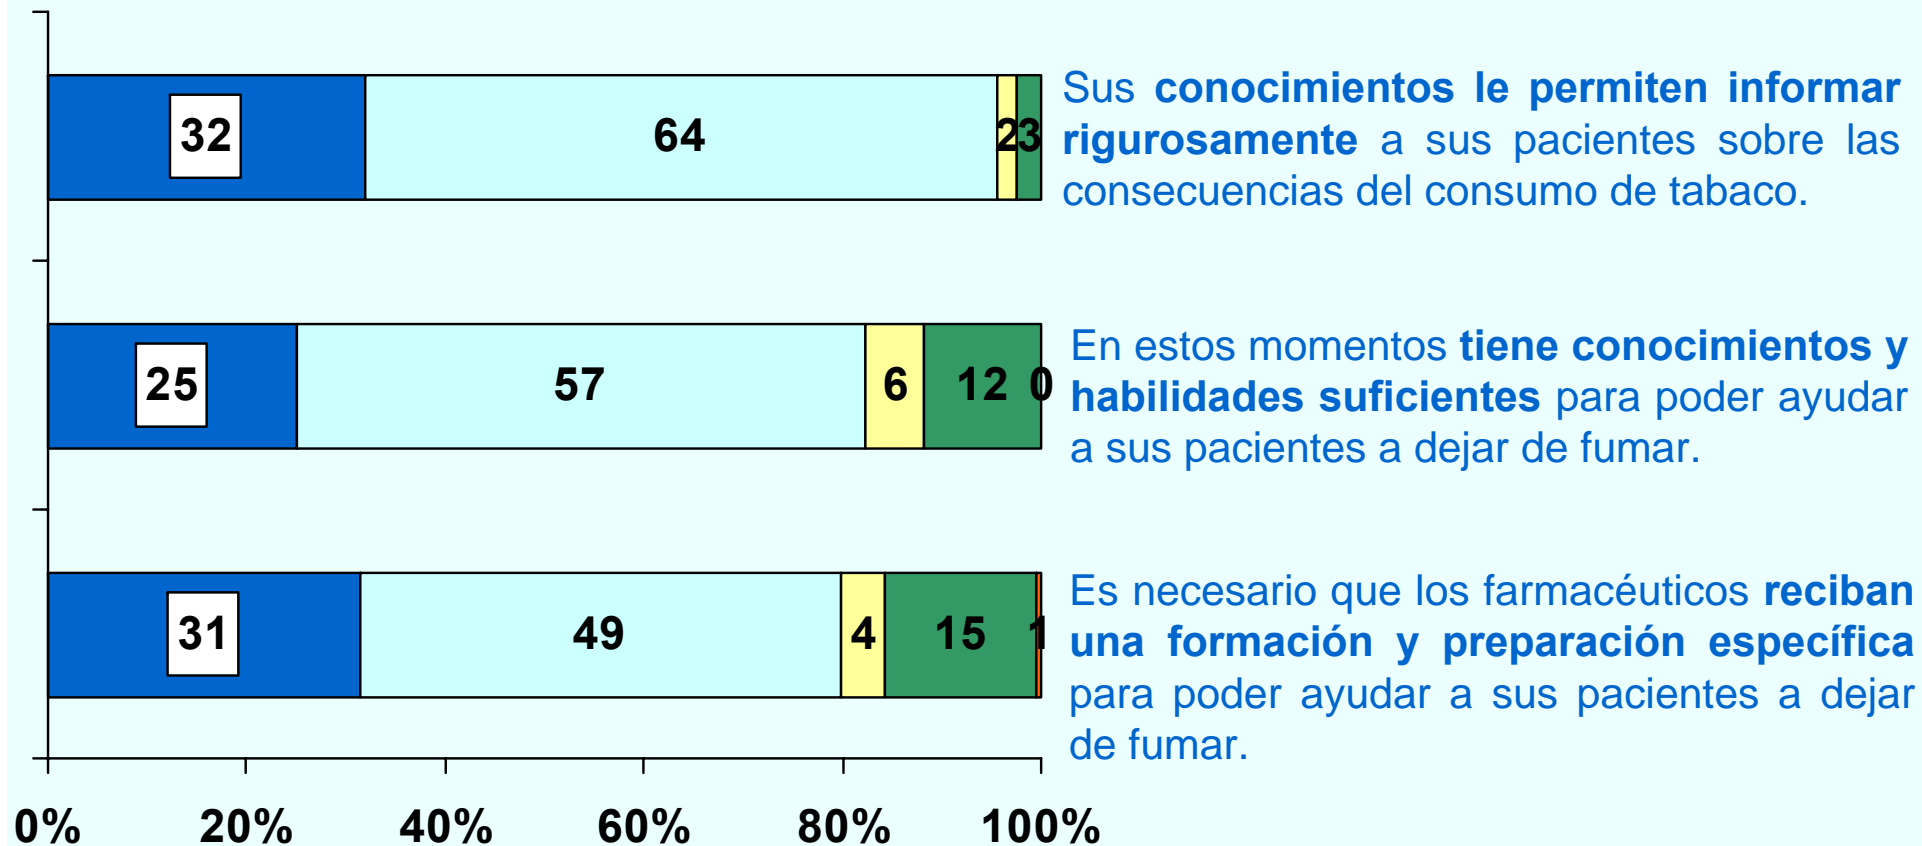 32 64 2 3
Sus conocimientos le permiten informar
rigurosamente a sus pacientes sobre las
consecuencias del consumo de tabaco.
25 57 6 12 0
En estos momentos tiene conocimientos y
habilidades suficientes para poder ayudar
a sus pacientes a dejar de fumar.
31 49 4 15 1
Es necesario que los farmacéuticos reciban
una formación y preparación específica
para poder ayudar a sus pacientes a dejar
de fumar.
0% 20% 40% 60% 80% 100%